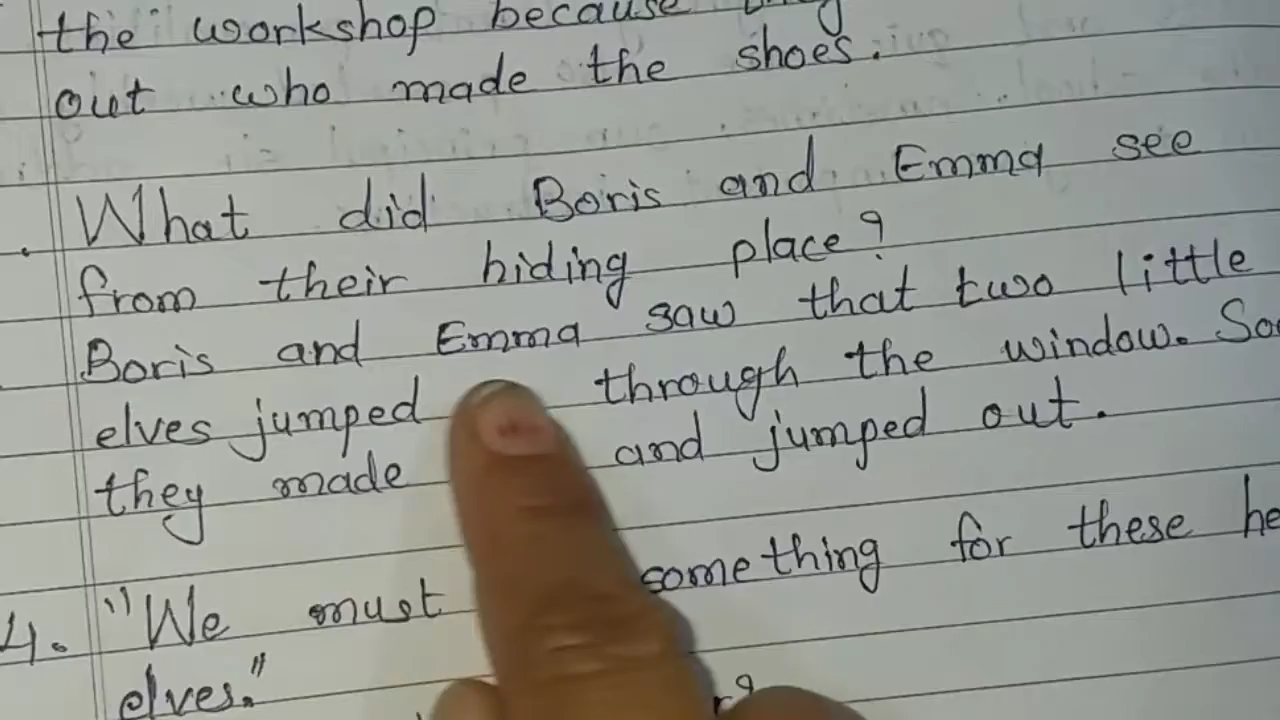 the workshop because
out who made the shoes.
What did Boris and Emma see
from their hiding place?
Boris and Emma saw that two little
elves jumped through the window.
they made and jumped out.
4. "We must something for these
elves."